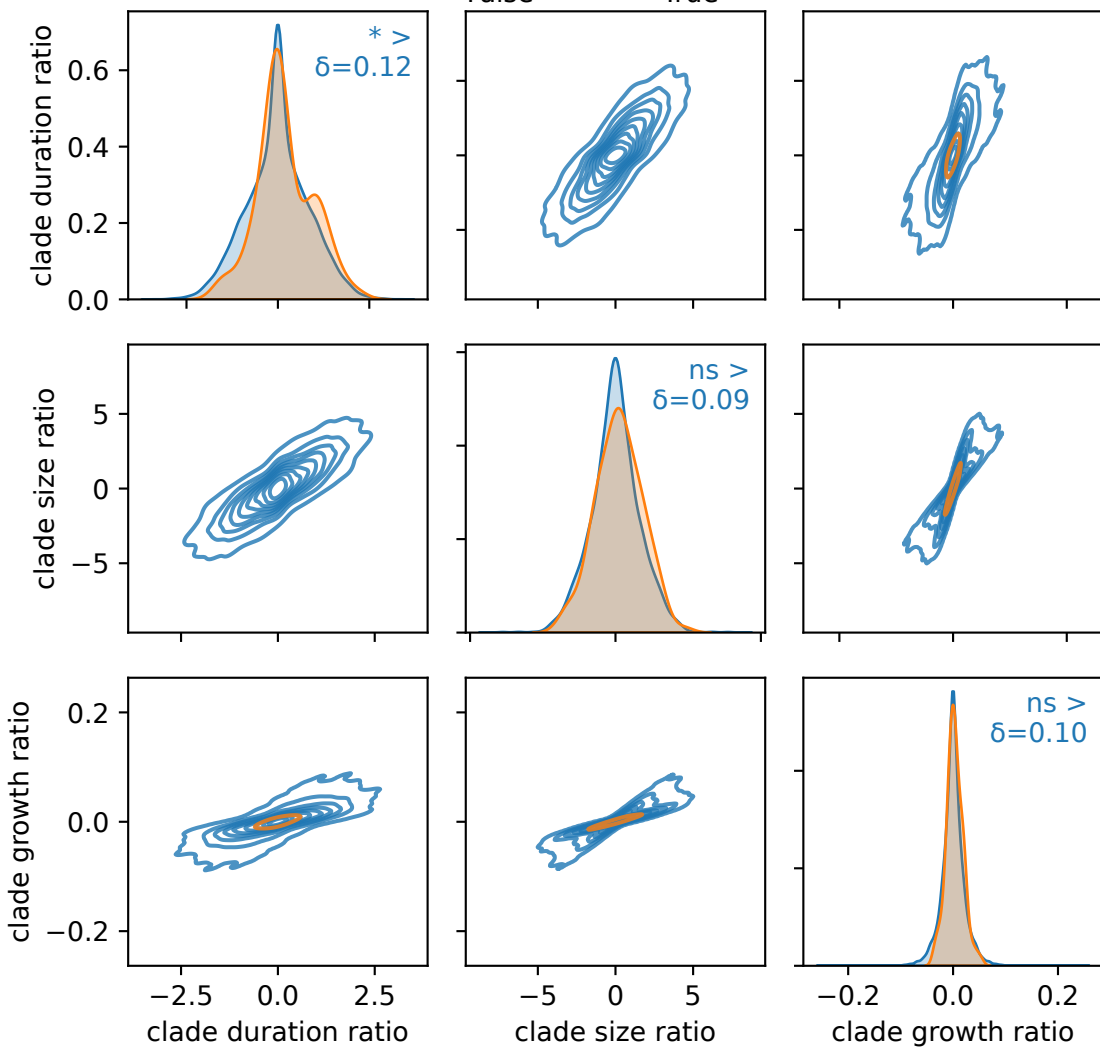 clade duration ratio
0.6
0.4
0.2
0.0
* >
δ=0.12
clade size ratio
5
0
−5
ns >
δ=0.09
clade growth ratio
0.2
0.0
−0.2
ns >
δ=0.10
−2.5 0.0 2.5
−5 0 5
−0.2 0.0 0.2
clade duration ratio
clade size ratio
clade growth ratio